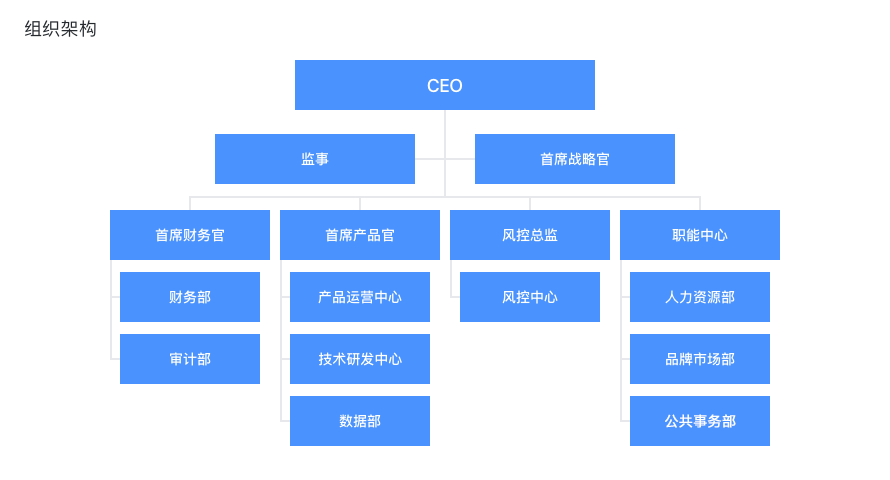 组织架构
CEO
监事
首席战略官
首席财务官
首席产品官
风控总监
职能中心
财务部
产品运营中心
风控中心
人力资源部
审计部
技术研发中心
品牌市场部
数据部
公共事务部